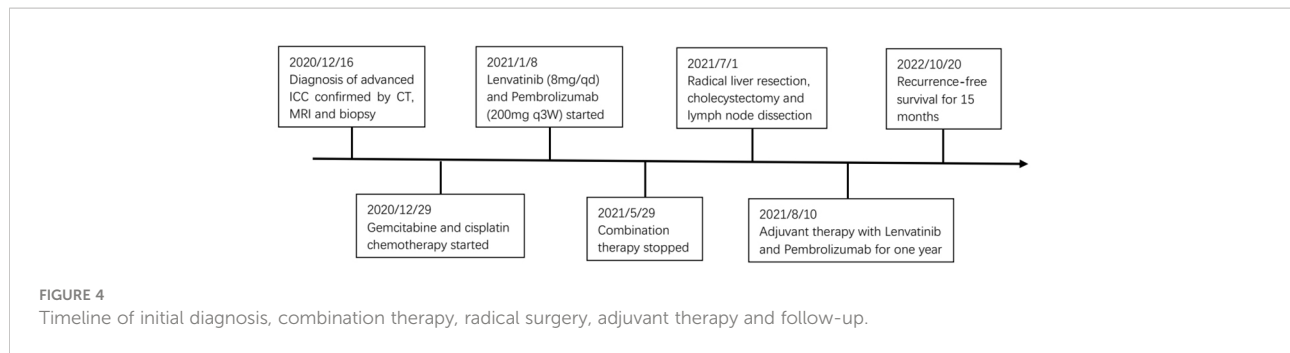 2020/12/16
Diagnosis of advanced
ICC confirmed by CT,
MRI and biopsy
2021/1/8
Lenvatinib (8mg/qd)
and Pembrolizumab
(200mg q3W) started
2021/7/1
Radical liver resection,
cholecystectomy and
lymph node dissection
2022/10/20
Recurrence-free
survival for 15
months
2020/12/29
Gemcitabine and cisplatin
chemotherapy started
2021/5/29
Combination
therapy stopped
2021/8/10
Adjuvant therapy with Lenvatinib
and Pembrolizumab for one year
FIGURE 4
Timeline of initial diagnosis, combination therapy, radical surgery, adjuvant therapy and follow-up.